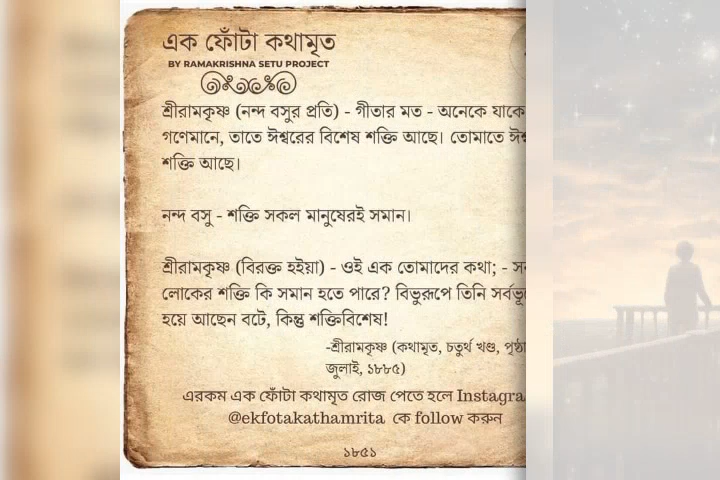 এক ফোঁটা কথামৃত
BY RAMAKRISHNA SETU PROJECT
শ্রীরামকৃষ্ণ (নন্দ বসুর প্রতি) - গীতার মত - অনেকে যাকে
গণেমানে, তাতে ঈশ্বরের বিশেষ শক্তি আছে। তোমাতে
শক্তি আছে।
নন্দ বসু - শক্তি সকল মানুষেরই সমান।
শ্রীরামকৃষ্ণ (বিরক্ত হইয়া) - ওই এক তোমাদের কথা; -
লোকের শক্তি কি সমান হতে পারে? বিভুরূপে তিনি
হয়ে আছেন বটে, কিন্তু শক্তিবিশেষ!
-শ্রীরামকৃষ্ণ (কথামৃত, চতুর্থ খণ্ড,
জুলাই, ১৮৮৫)
এরকম এক ফোঁটা কথামৃত রোজ পেতে হলে
@ekfotakathamrita কে follow করুন
১৮৫১